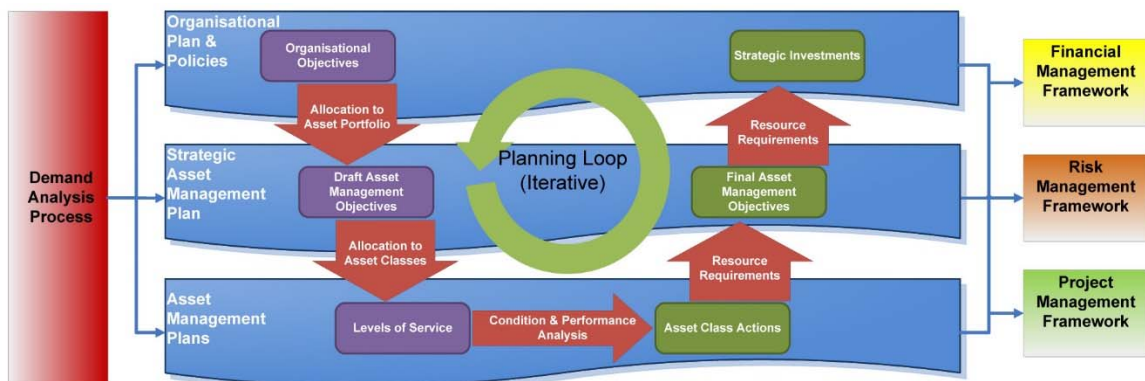 Demand
Analysis
Process
Organisational
Plan &
Policies
Organisational
Objectives
Strategic Investments
Allocation to
Asset Portfolio
Resource
Requirements
Strategic
Asset
Management
Plan
Draft Asset
Management
Objectives
Planning Loop
(Iterative)
Final Asset
Management
Objectives
Allocation to
Asset Classes
Resource
Requirements
Asset
Management
Plans
Levels of Service
Condition & Performance
Analysis
Asset Class Actions
Financial
Management
Framework
Risk
Management
Framework
Project
Management
Framework